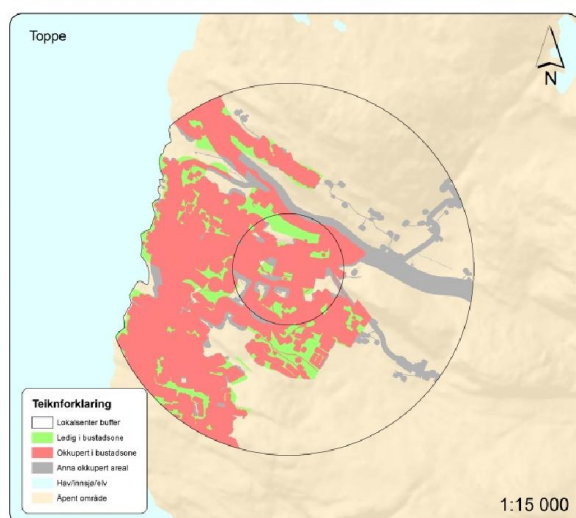 Toppe
N
Teiknforklaring
Lokalsenter buffer
Ledig i bustadsone
Okkupert i bustadsone
Anna okkupert areal
Hav/innsjø/elv
Åpent område
1:15 000